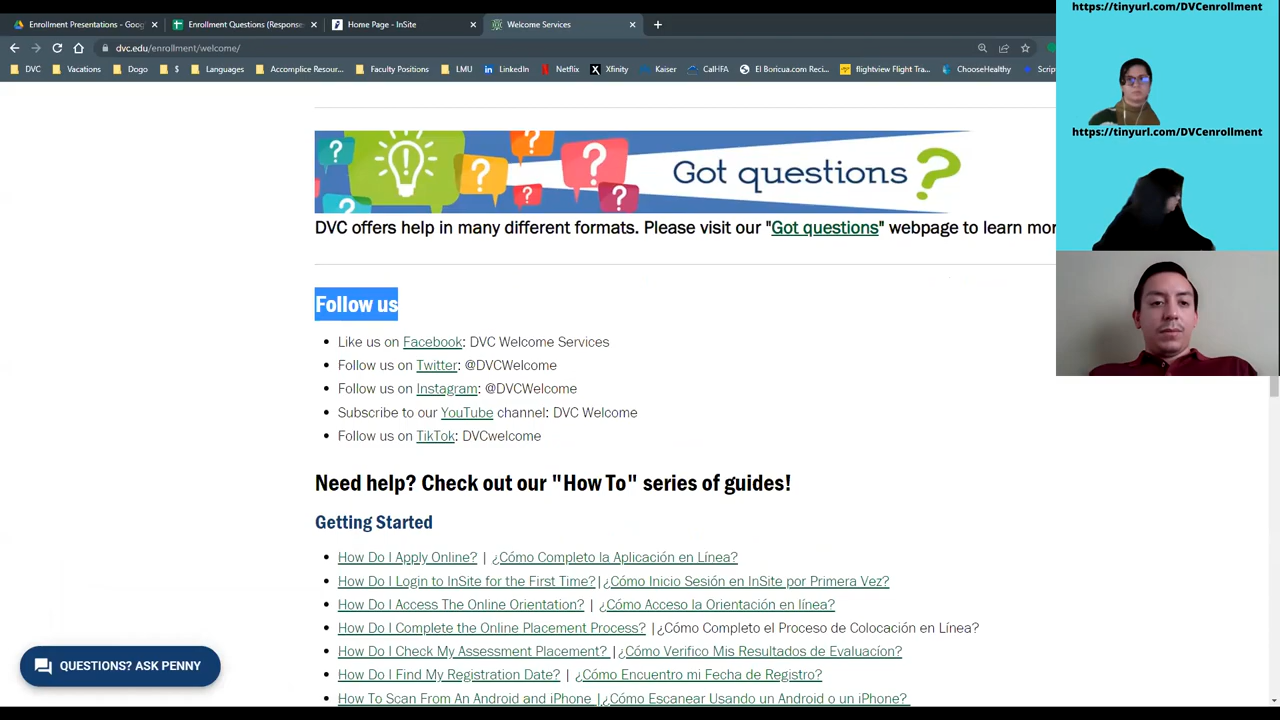 Enrollment Presentations - Goog
Enrollment Questions (Response
Home Page - InSite
Welcome Services
dvc.edu/enrollment/welcome/
DVC
Vacations
Dogo
$
Languages
Accomplice Resour...
Faculty Positions
LMU
LinkedIn
Netflix
Xfinity
Kaiser
CalHFA
El Boricua.com Reci...
flightview Flight Tra...
ChooseHealthy
Scrip
https://tinyurl.com/DVCenrollment
https://tinyurl.com/DVCenrollment
Got questions?
DVC offers help in many different formats. Please visit our "Got questions" webpage to learn mor
Follow us
Like us on Facebook: DVC Welcome Services
Follow us on Twitter: @DVCWelcome
Follow us on Instagram: @DVCWelcome
Subscribe to our YouTube channel: DVC Welcome
Follow us on TikTok: DVCwelcome
Need help? Check out our "How To" series of guides!
Getting Started
How Do I Apply Online? | ¿Cómo Completo la Aplicación en Línea?
How Do I Login to InSite for the First Time?|¿Cómo Inicio Sesión en InSite por Primera Vez?
How Do I Access The Online Orientation? | ¿Cómo Acceso la Orientación en línea?
How Do I Complete the Online Placement Process? |¿Cómo Completo el Proceso de Colocación en Línea?
How Do I Check My Assessment Placement? |¿Cómo Verifico Mis Resultados de Evaluacíon?
How Do I Find My Registration Date? | ¿Cómo Encuentro mi Fecha de Registro?
How To Scan From An Android and iPhone |¿Cómo Escanear Usando un Android o un iPhone?
QUESTIONS? ASK PENNY